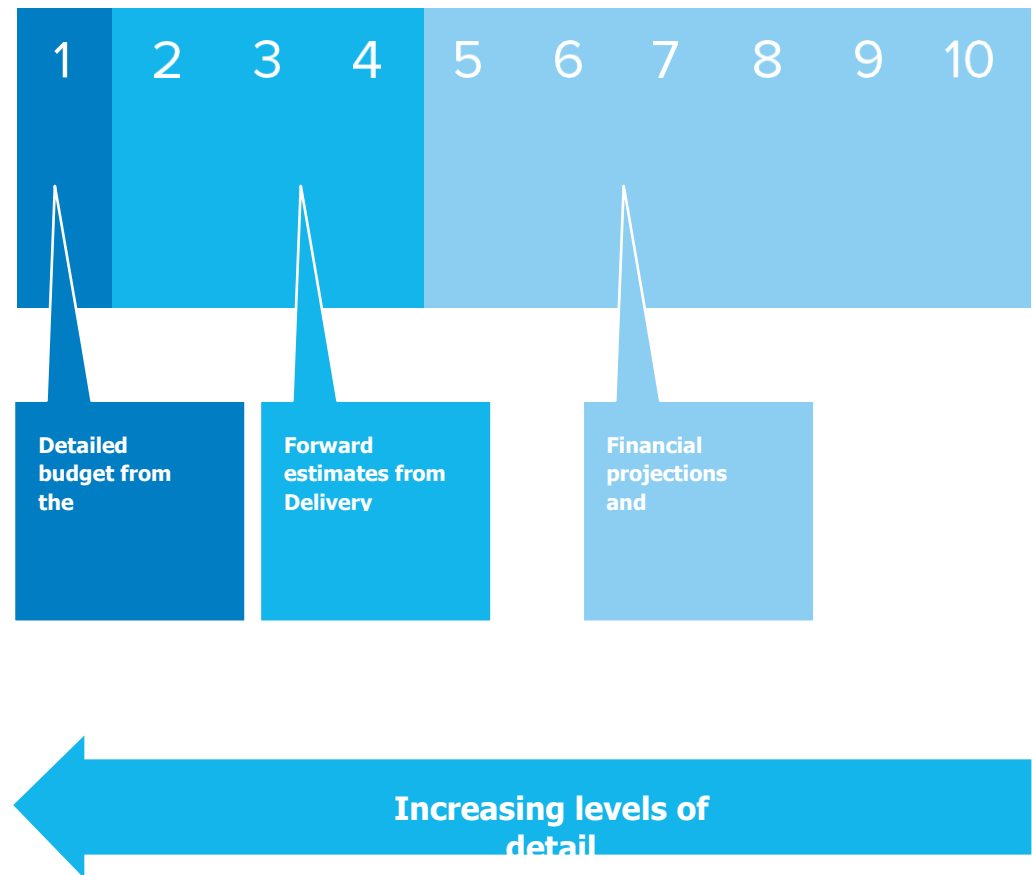 1 2 3 4 5 6 7 8 9 10
Detailed
budget from
the
Forward
estimates from
Delivery
Financial
projections
and
Increasing levels of
detail